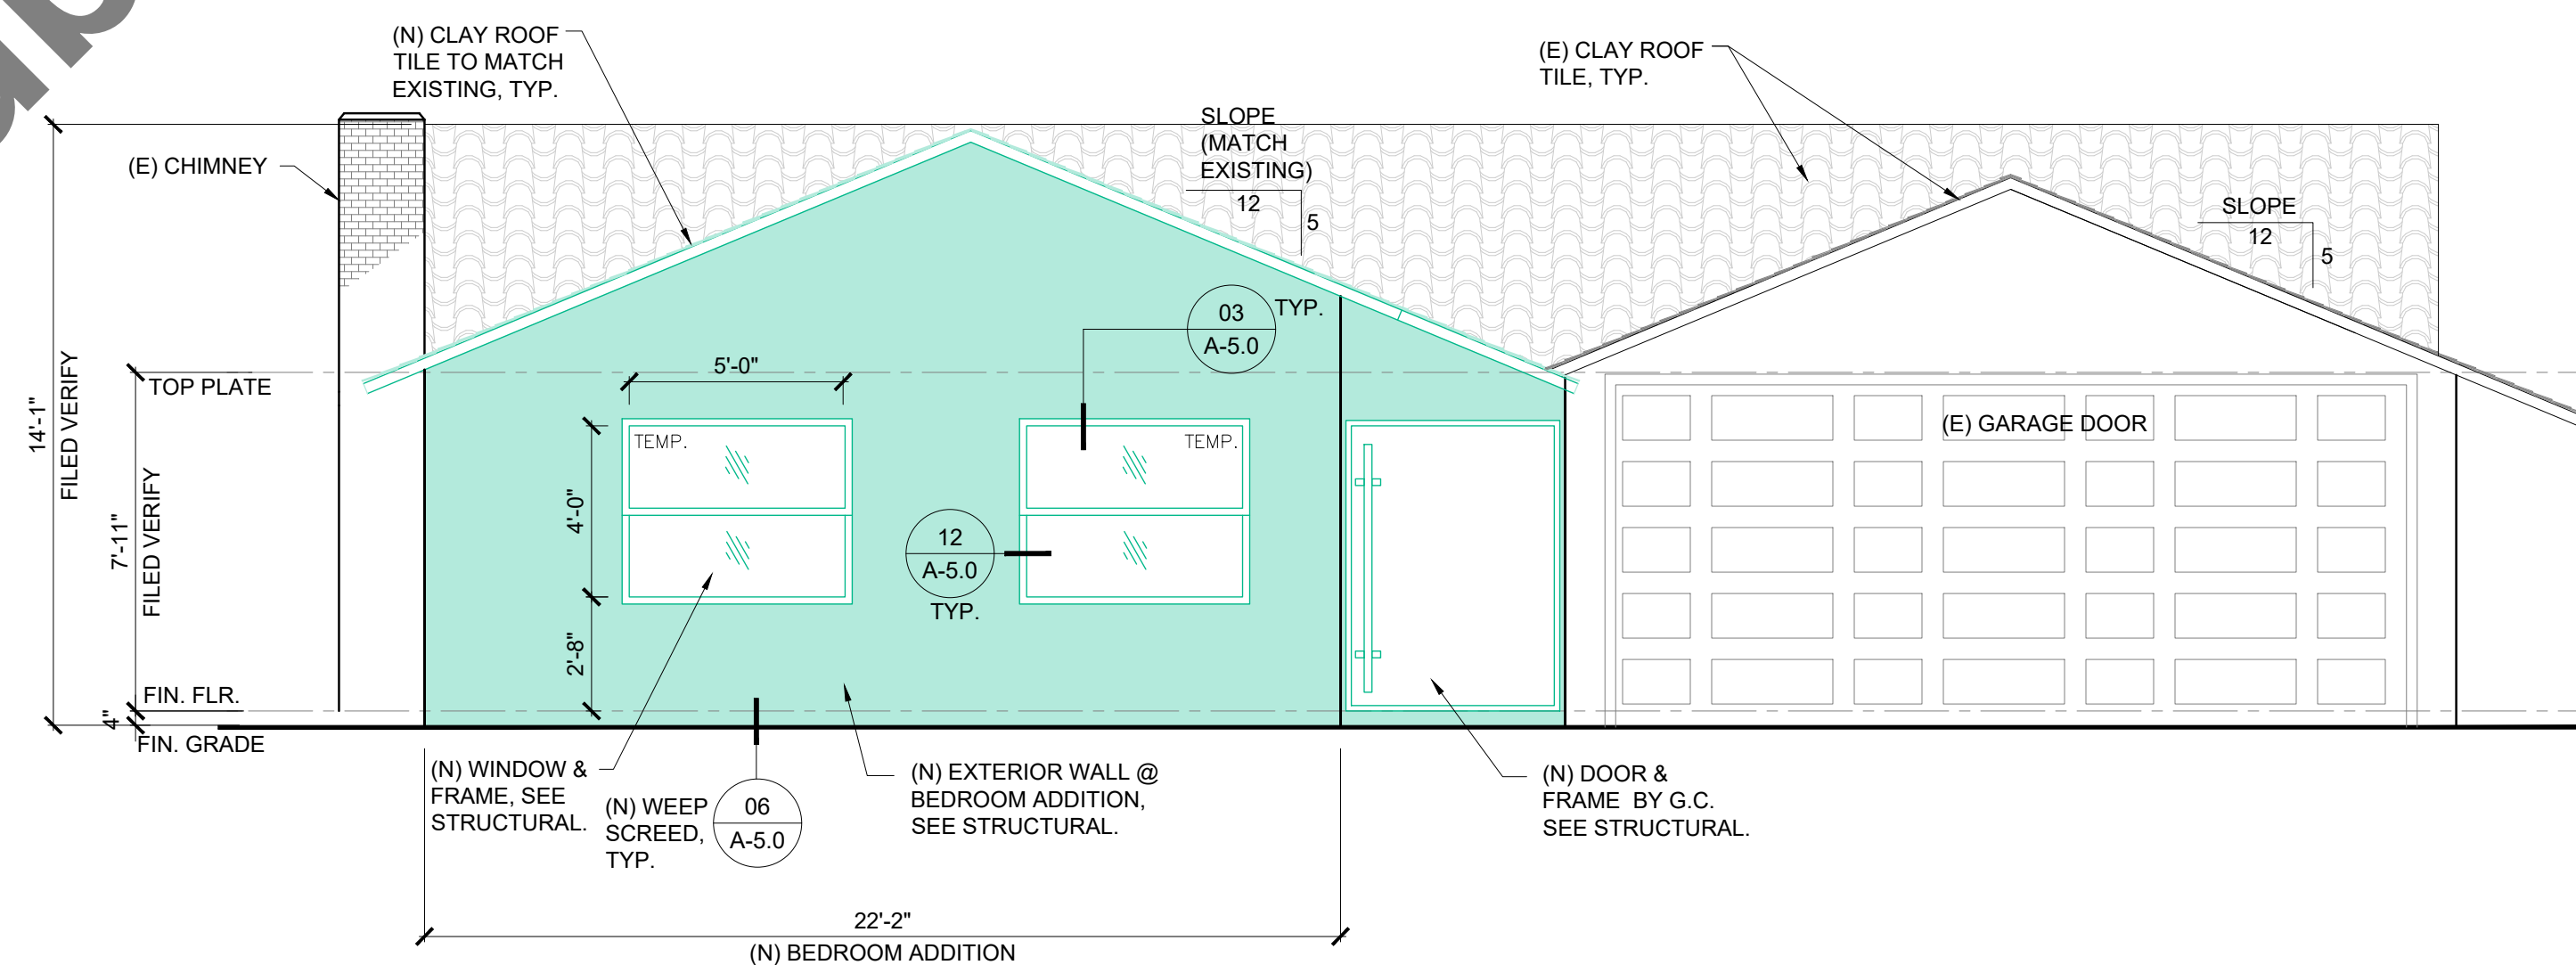 (N) CLAY ROOF
TILE TO MATCH
EXISTING, TYP.
(E) CLAY ROOF
TILE, TYP.
SLOPE
(MATCH
EXISTING)
12
5
(E) CHIMNEY
SLOPE
12
5
03
A-5.0
TYP.
5'-0"
TOP PLATE
14'-1"
FILED VERIFY
7'-11"
FILED VERIFY
TEMP.
TEMP.
(E) GARAGE DOOR
4'-0"
12
A-5.0
TYP.
2'-8"
FIN. FLR.
4"
FIN. GRADE
(N) WINDOW &
FRAME, SEE
STRUCTURAL.
(N) WEEP
SCREED,
TYP.
06
A-5.0
(N) EXTERIOR WALL @
BEDROOM ADDITION,
SEE STRUCTURAL.
(N) DOOR &
FRAME BY G.C.
SEE STRUCTURAL.
22'-2"
(N) BEDROOM ADDITION